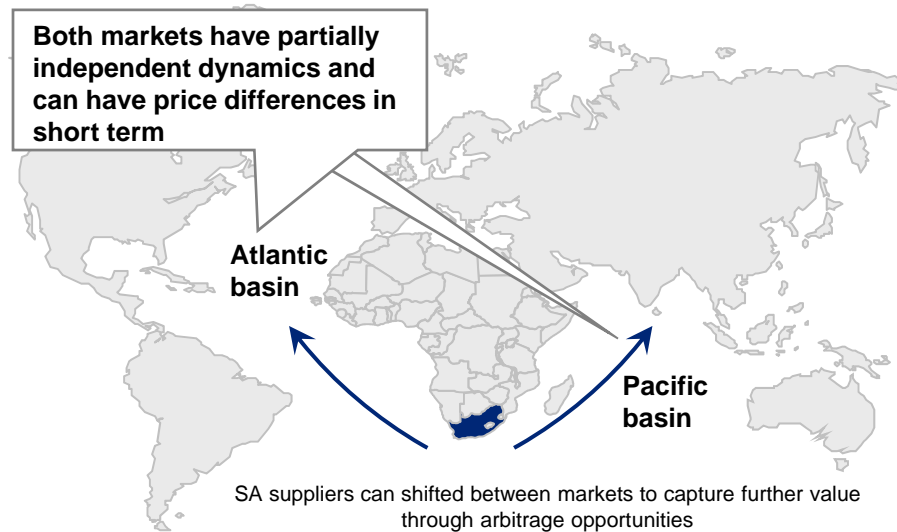 Both markets have partially
independent dynamics and
can have price differences in
short term
Atlantic
basin
Pacific
basin
SA suppliers can shifted between markets to capture further value
through arbitrage opportunities